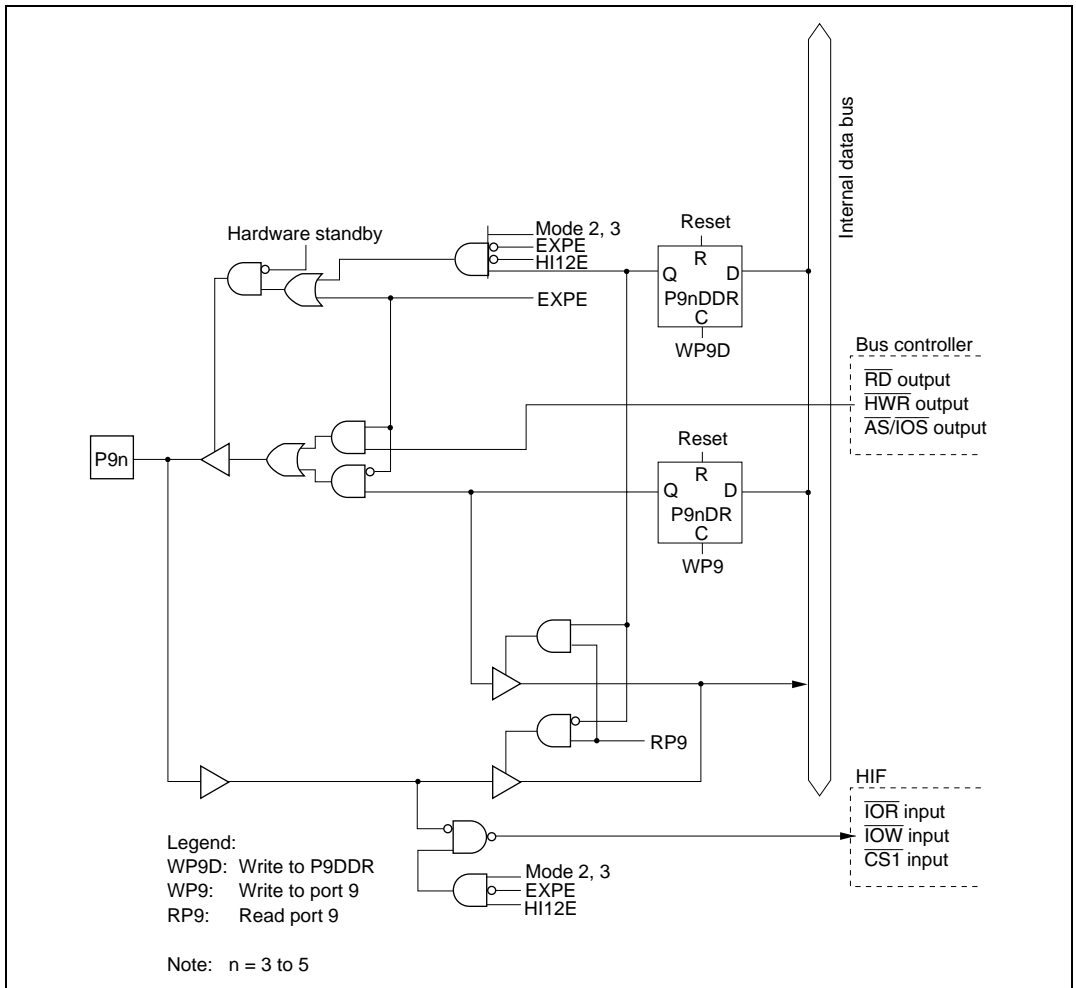 Internal data bus
Hardware standby
Mode 2, 3
EXPE
HI12E
EXPE
Reset
R
Q D
P9nDDR
C
WP9D
Bus controller
RD output
HWR output
AS/IOS output
P9n
Reset
R
Q D
P9nDR
C
WP9
RP9
HIF
IOR input
IOW input
CS1 input
Mode 2, 3
EXPE
HI12E
Legend:
WP9D: Write to P9DDR
WP9: Write to port 9
RP9: Read port 9
Note: n = 3 to 5